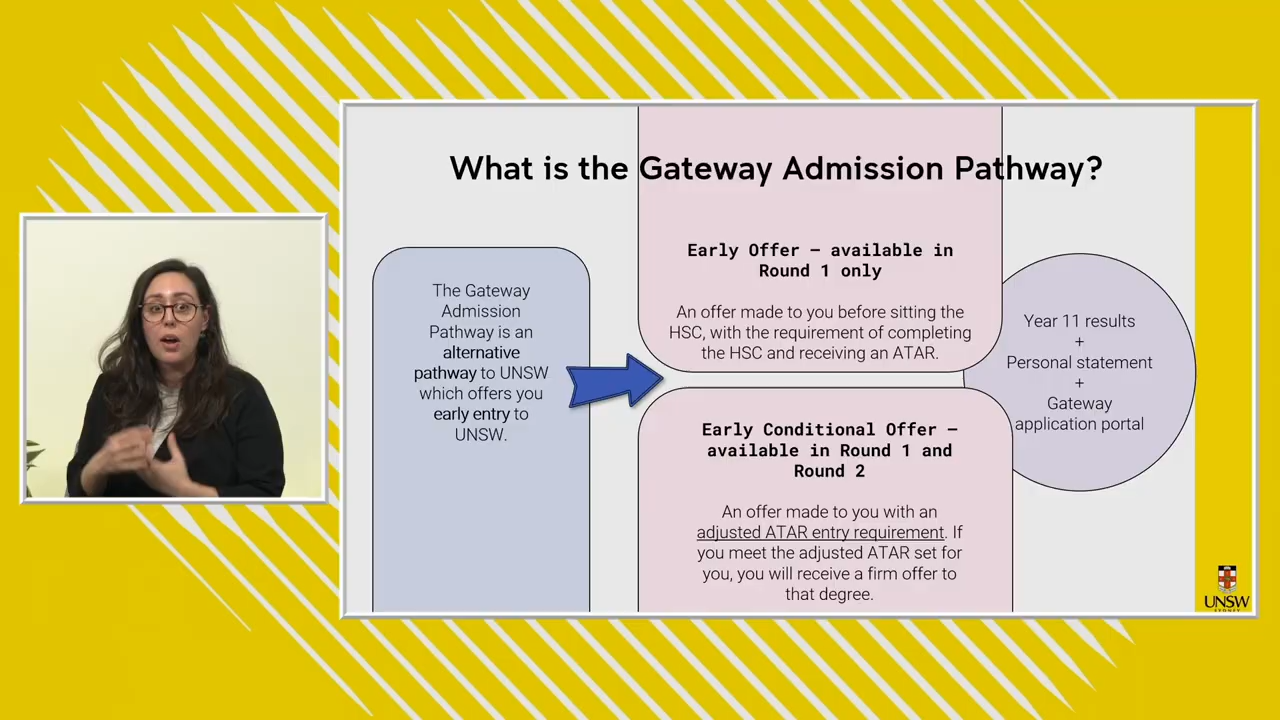 What is the Gateway Admission Pathway?
The Gateway
Admission
Pathway is an
alternative
pathway to UNSW
which offers you
early entry to
UNSW.
Early Offer – available in
Round 1 only
An offer made to you before sitting the
HSC, with the requirement of completing
the HSC and receiving an ATAR.
Early Conditional Offer –
available in Round 1 and
Round 2
An offer made to you with an
adjusted ATAR entry requirement. If
you meet the adjusted ATAR set for
you, you will receive a firm offer to
that degree.
Year 11 results
+
Personal statement
+
Gateway
application portal
UNSW
SYDNEY